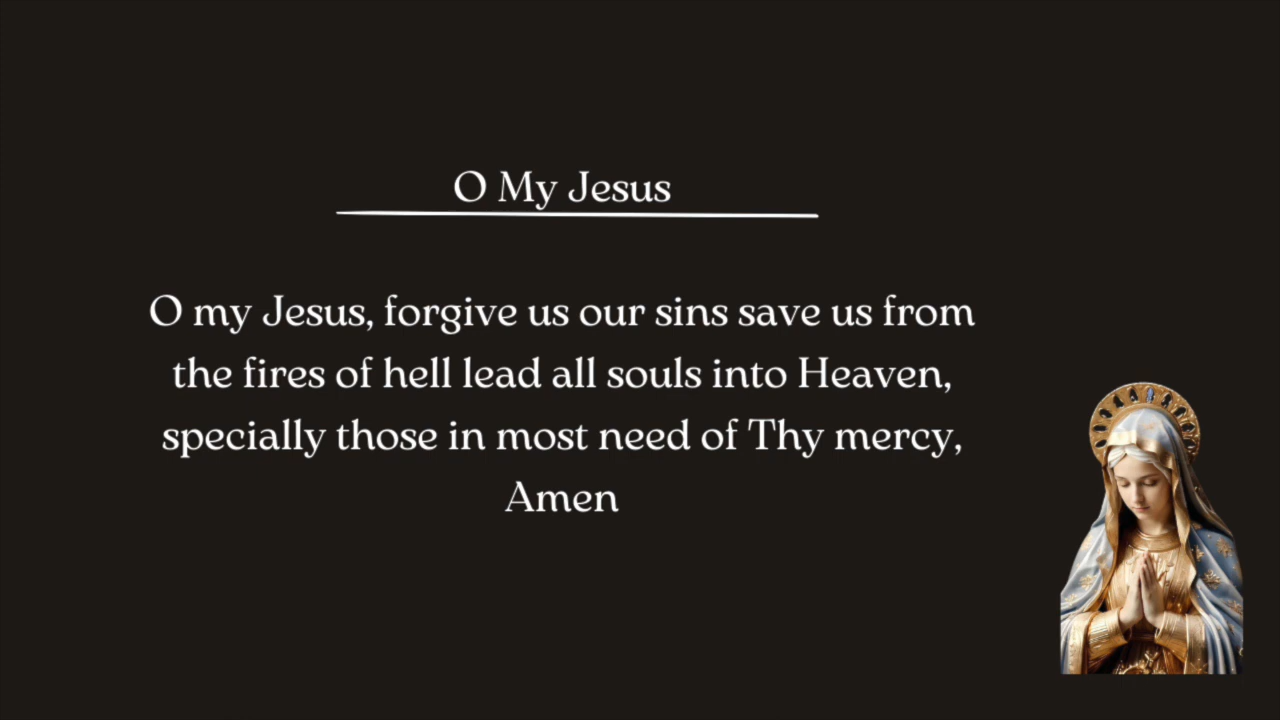 O My Jesus
O my Jesus, forgive us our sins save us from
the fires of hell lead all souls into Heaven,
specially those in most need of Thy mercy,
Amen